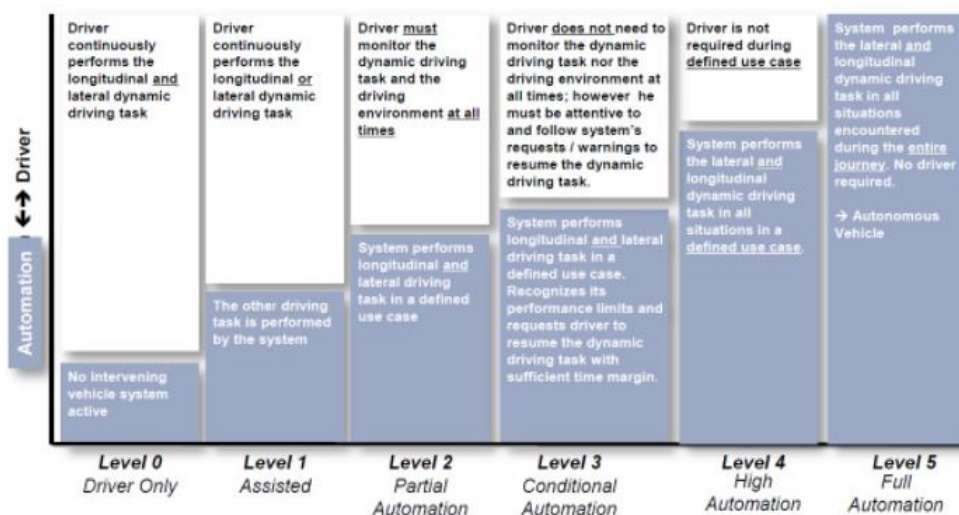 Driver
continuously
performs the
longitudinal and
lateral dynamic
driving task
No intervening
vehicle system
active
Level 0
Driver Only
Driver
continuously
performs the
longitudinal or
lateral dynamic
driving task
The other driving
task is performed
by the system
Level 1
Assisted
Driver must
monitor the
dynamic driving
task and the
driving
environment at all
times
System performs
longitudinal and
lateral driving
task in a defined
use case
Level 2
Partial
Automation
Driver does not need to
monitor the dynamic
driving task nor the
driving environment at
all times; however he
must be attentive to
and follow system's
requests / warnings to
resume the dynamic
driving task.
System performs
longitudinal and lateral
driving task in a
defined use case.
Recognizes its
performance limits and
requests driver to
resume the dynamic
driving task with
sufficient time margin.
Level 3
Conditional
Automation
Driver is not
required during
defined use case
System performs
the lateral and
longitudinal
dynamic driving
task in all
situations in a
defined use case.
Level 4
High
Automation
System performs
the lateral and
longitudinal
dynamic driving
task in all
situations
encountered
during the entire
journey. No driver
required.
→ Autonomous
Vehicle
Level 5
Full
Automation
Automation ↔ Driver